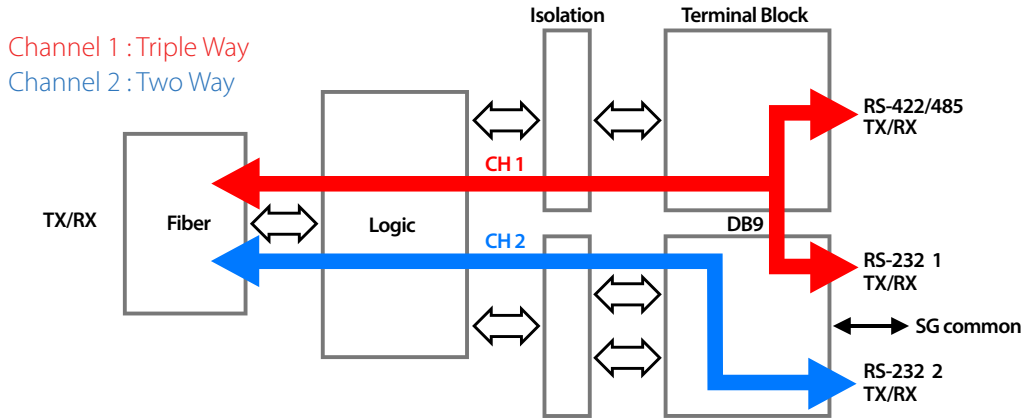 Isolation
Terminal Block
Channel 1 : Triple Way
Channel 2 : Two Way
RS-422/485
TX/RX
CH 1
TX/RX
Fiber
Logic
DB9
CH 2
RS-232 1
TX/RX
SG common
RS-232 2
TX/RX